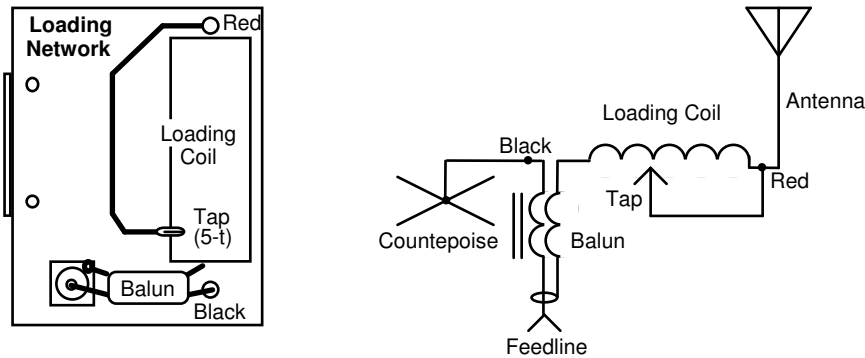 Loading
Network
Red
Loading
Coil
Tap
(5-t)
Balun
Black
Antenna
Loading Coil
Black
Red
Tap
Countepoise
Balun
Feedline